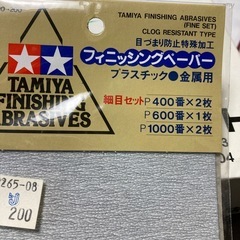 TAMIYA FINISHING ABRASIVES
(FINE SET)
CLOG RESISTANT TYPE
目づまり防止特殊加工
フィニッシングペーパー
プラスチック●金属用
TAMIYA
FINISHING
ABRASIVES
細目セット P400番×2枚
P600番×1枚
P1000番×2枚
265-08
200